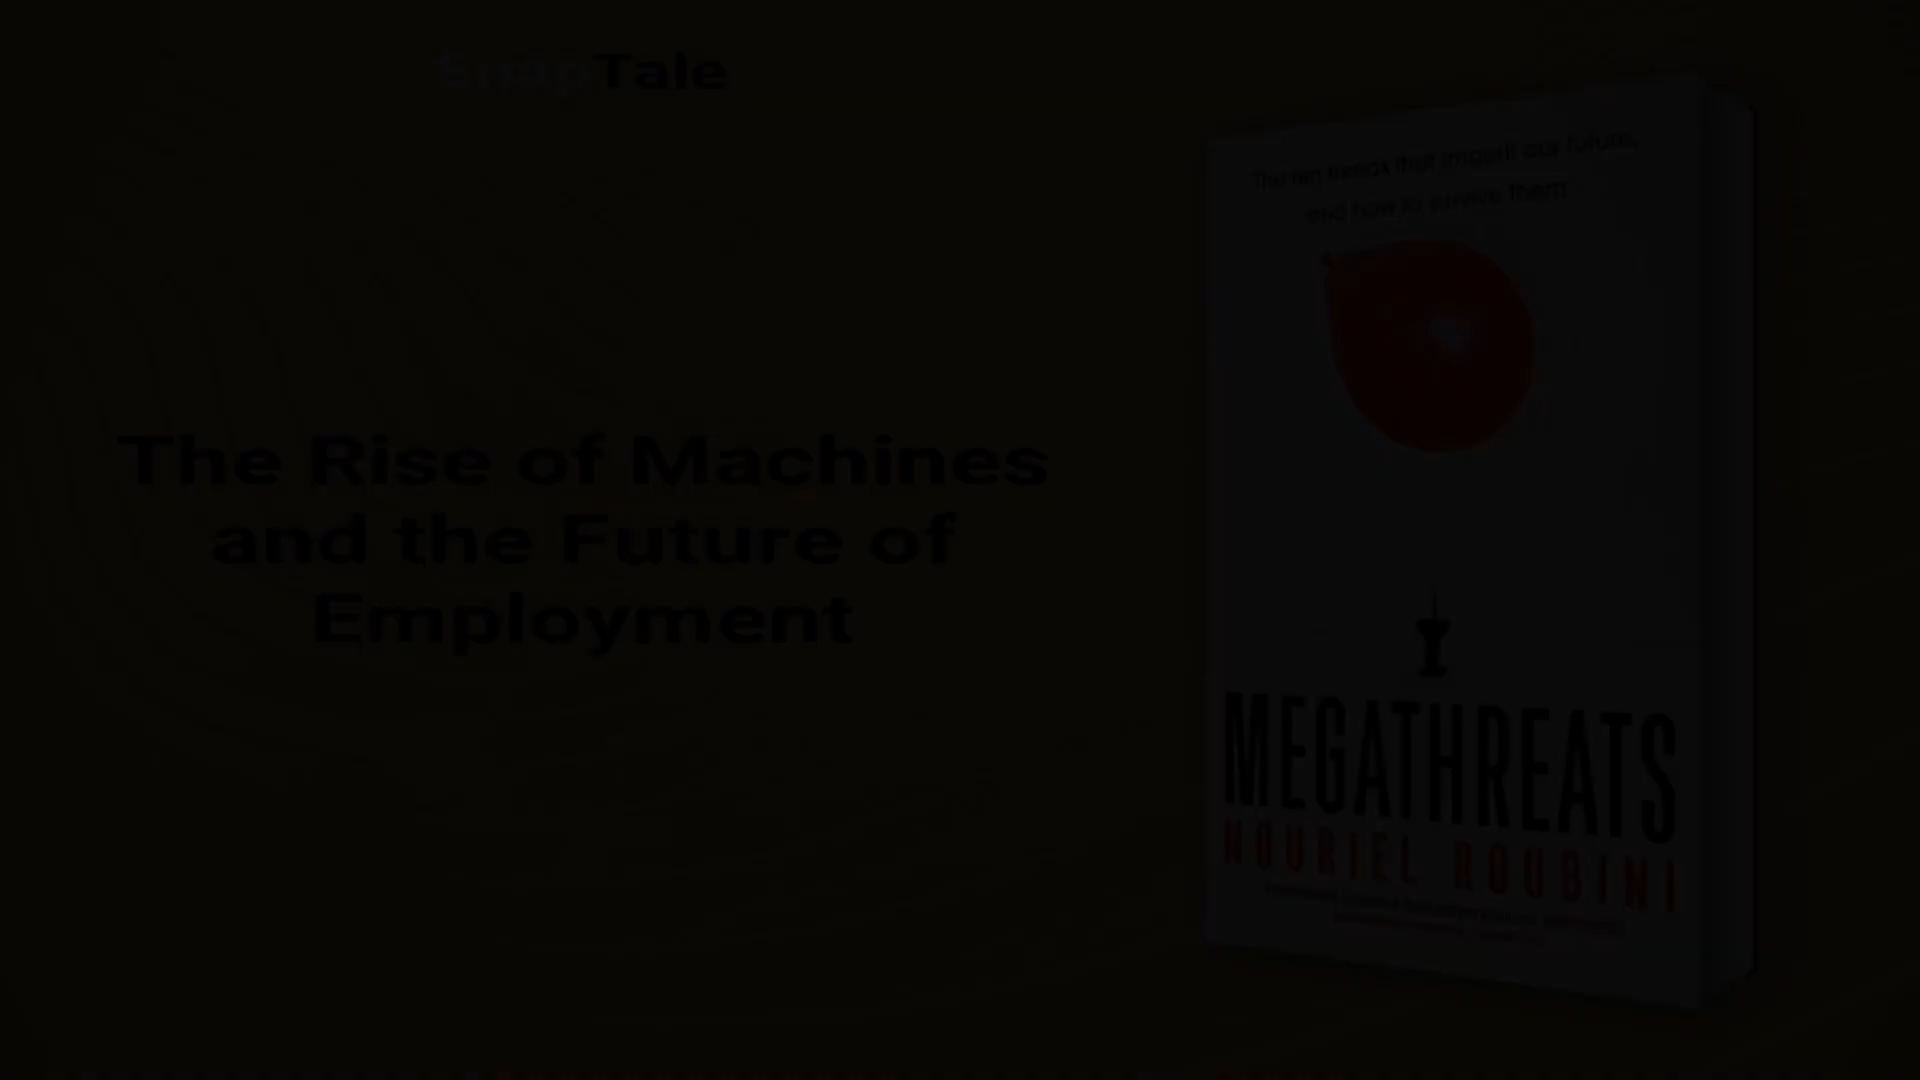 SnapTale
The Rise of Machines
and the Future of
Employment
The ten trends that imperil our future,
and how to survive them
MEGATHREATS
NOURIEL ROUBINI